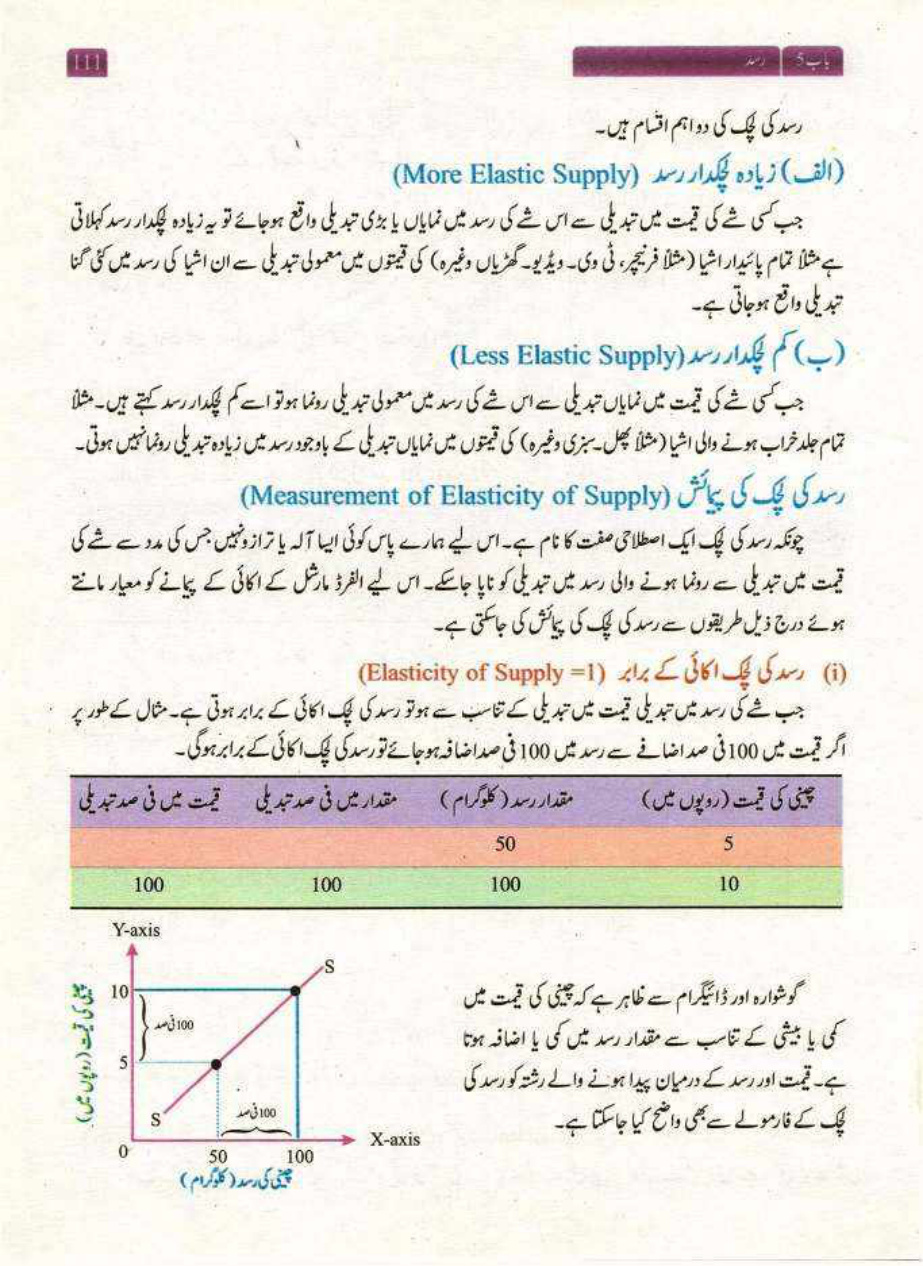 باب 5 رسد
111
رسد کی لچک کی دو اہم اقسام ہیں۔
(الف) زیادہ لچکدار رسد (More Elastic Supply)
جب کسی شے کی قیمت میں تبدیلی سے اس شے کی رسد میں نمایاں یا بڑی تبدیلی واقع ہوجائے تو یہ زیادہ لچکدار رسد کہلاتی
ہے مثلاً تمام پائیدار اشیا (مثلاً فرنیچر، ٹی وی۔ ویڈیو۔ گھڑیاں وغیرہ) کی قیمتوں میں معمولی تبدیلی سے ان اشیا کی رسد میں کئی گنا
تبدیلی واقع ہوجاتی ہے۔
(ب) کم لچکدار رسد (Less Elastic Supply)
جب کسی شے کی قیمت میں نمایاں تبدیلی سے اس شے کی رسد میں معمولی تبدیلی رونما ہو تو اسے کم لچکدار رسد کہتے ہیں۔ مثلاً
تمام جلد خراب ہونے والی اشیا (مثلاً پھل۔ سبزی وغیرہ) کی قیمتوں میں نمایاں تبدیلی کے باوجود رسد میں زیادہ تبدیلی رونما نہیں ہوتی۔
رسد کی لچک کی پیمائش (Measurement of Elasticity of Supply)
چونکہ رسد کی لچک ایک اصطلاحی صفت کا نام ہے۔ اس لیے ہمارے پاس کوئی ایسا آلہ یا ترازو نہیں جس کی مدد سے شے کی
قیمت میں تبدیلی سے رونما ہونے والی رسد میں تبدیلی کو ناپا جاسکے۔ اس لیے الفرڈ مارشل کے اکائی کے پیمانے کو معیار مانتے
ہوئے درج ذیل طریقوں سے رسد کی لچک کی پیمائش کی جاسکتی ہے۔
(i) رسد کی لچک اکائی کے برابر (Elasticity of Supply =1)
جب شے کی رسد میں تبدیلی قیمت میں تبدیلی کے تناسب سے ہو تو رسد کی لچک اکائی کے برابر ہوتی ہے۔ مثال کے طور پر
اگر قیمت میں 100 فی صد اضافے سے رسد میں 100 فی صد اضافہ ہوجائے تو رسد کی لچک اکائی کے برابر ہوگی۔
چینی کی قیمت (روپوں میں) مقدار رسد (کلوگرام) مقدار میں فی صد تبدیلی قیمت میں فی صد تبدیلی
5 50
10 100 100 100
گوشوارہ اور ڈائیگرام سے ظاہر ہے کہ چینی کی قیمت میں
کمی یا بیشی کے تناسب سے مقدار رسد میں کمی یا اضافہ ہوتا
ہے۔ قیمت اور رسد کے درمیان پیدا ہونے والے رشتہ کو رسد کی
لچک کے فارمولے سے بھی واضح کیا جاسکتا ہے۔
Y-axis
S
10
100 فی صد
5
چینی کی قیمت (روپوں میں)
S
100 فی صد
X-axis
0 50 100
چینی کی رسد (کلوگرام)